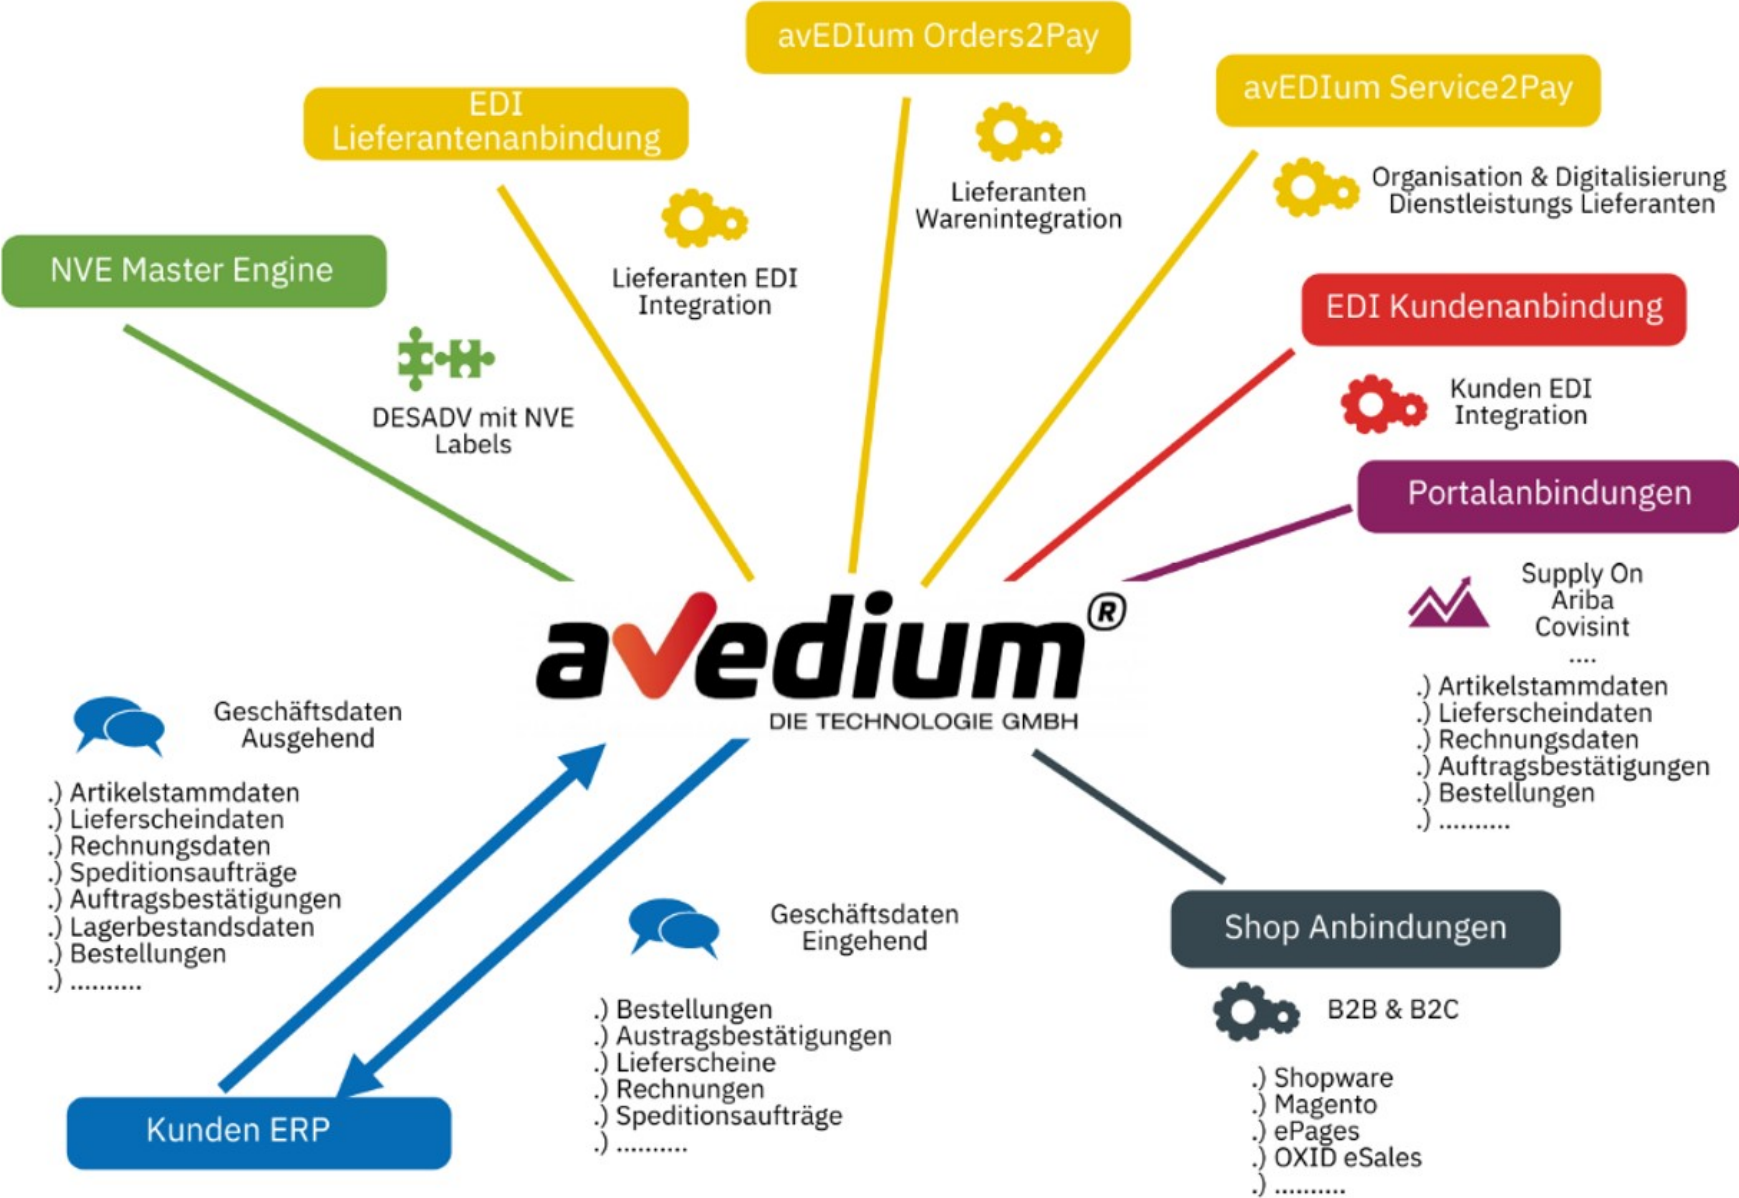 avEDIum Orders2Pay
avEDIum Service2Pay
EDI
Lieferantenanbindung
Organisation & Digitalisierung
Dienstleistungs Lieferanten
Lieferanten
Warenintegration
NVE Master Engine
Lieferanten EDI
Integration
EDI Kundenanbindung
DESADV mit NVE
Labels
Kunden EDI
Integration
Portalanbindungen
Supply On
Ariba
Covisint
....
.) Artikelstammdaten
.) Lieferscheindaten
.) Rechnungsdaten
.) Auftragsbestätigungen
.) Bestellungen
.) ..........
avedium®
DIE TECHNOLOGIE GMBH
Geschäftsdaten
Ausgehend
.) Artikelstammdaten
.) Lieferscheindaten
.) Rechnungsdaten
.) Speditionsaufträge
.) Auftragsbestätigungen
.) Lagerbestandsdaten
.) Bestellungen
.) ..........
Geschäftsdaten
Eingehend
.) Bestellungen
.) Austragsbestätigungen
.) Lieferscheine
.) Rechnungen
.) Speditionsaufträge
.) ..........
Shop Anbindungen
B2B & B2C
.) Shopware
.) Magento
.) ePages
.) OXID eSales
.) ..........
Kunden ERP